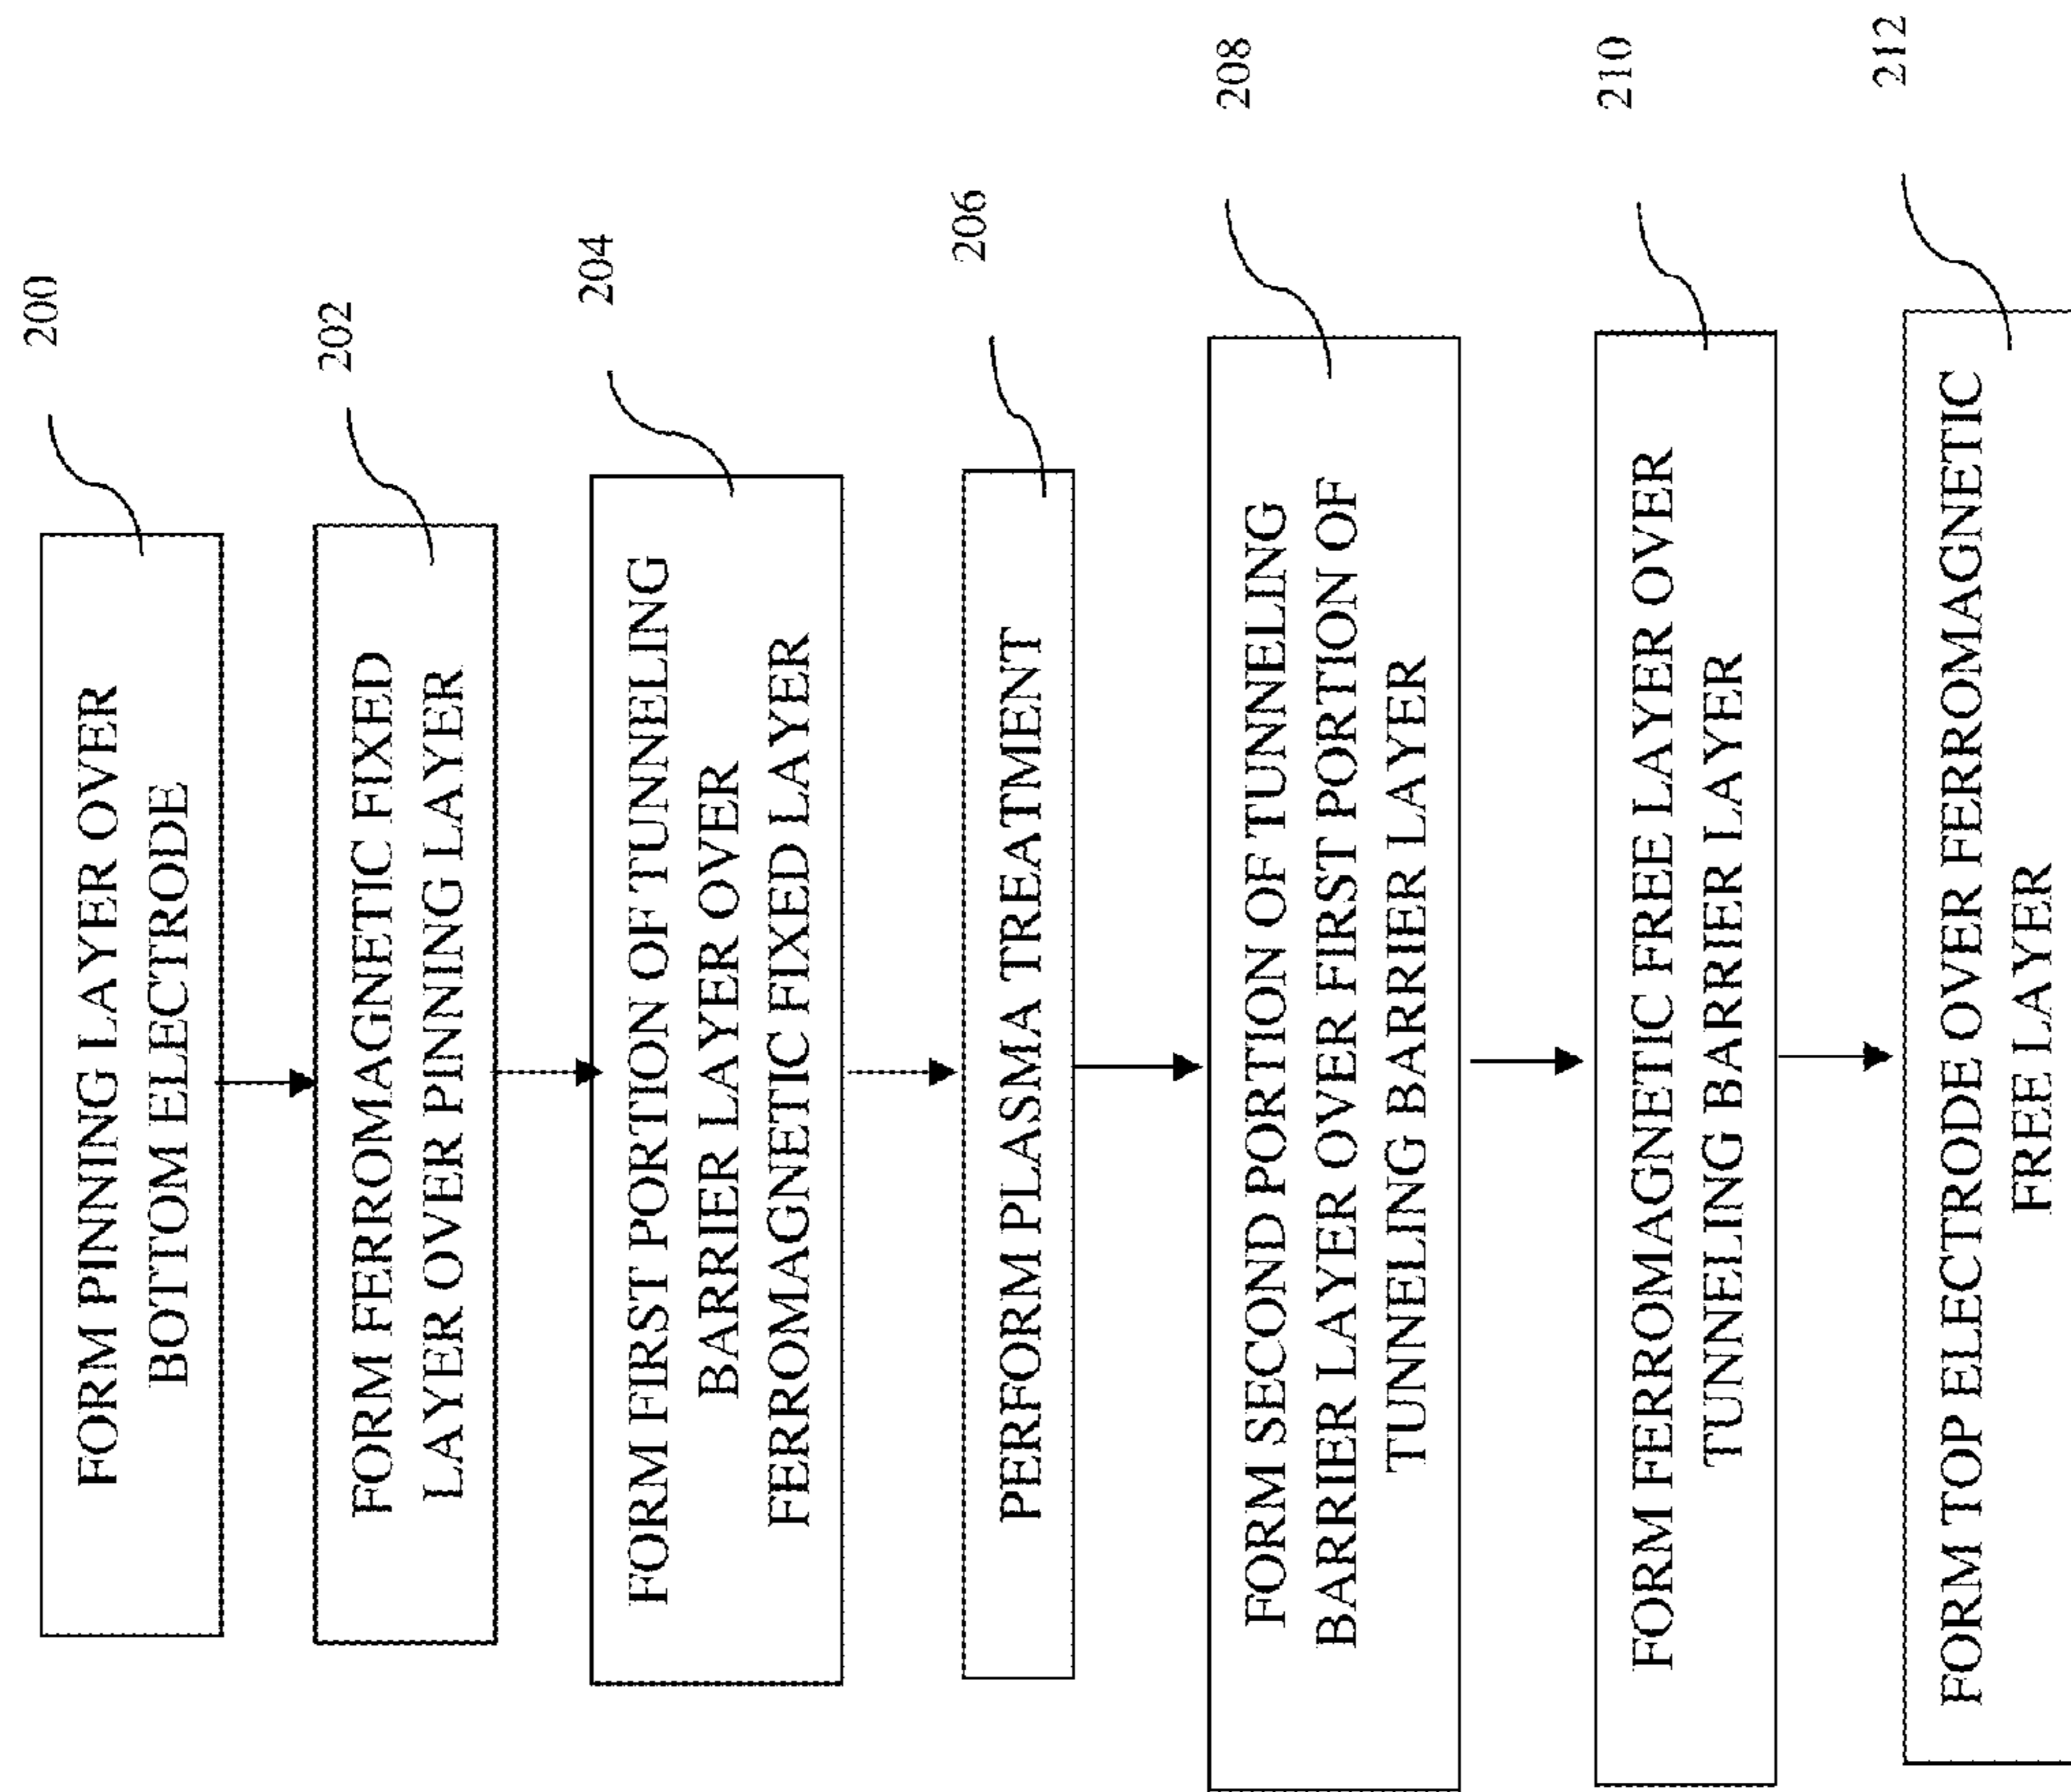 200
FORM PINNING LAYER OVER
BOTTOM ELECTRODE
202
FORM FERROMAGNETIC FIXED
LAYER OVER PINNING LAYER
204
FORM FIRST PORTION OF TUNNELING
BARRIER LAYER OVER
FERROMAGNETIC FIXED LAYER
206
PERFORM PLASMA TREATMENT
208
FORM SECOND PORTION OF TUNNELING
BARRIER LAYER OVER FIRST PORTION OF
TUNNELING BARRIER LAYER
210
FORM FERROMAGNETIC FREE LAYER OVER
TUNNELING BARRIER LAYER
212
FORM TOP ELECTRODE OVER FERROMAGNETIC
FREE LAYER